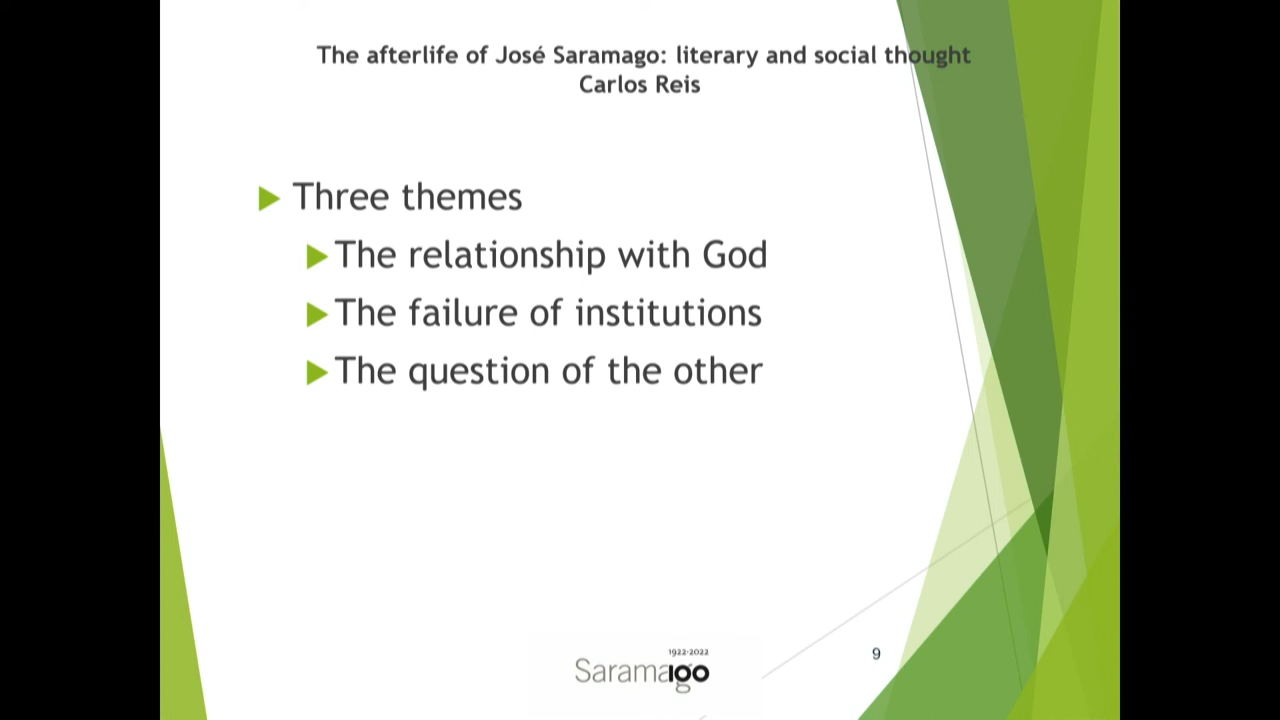 The afterlife of José Saramago: literary and social thought
Carlos Reis
Three themes
The relationship with God
The failure of institutions
The question of the other
1922-2022
Saramago100
9